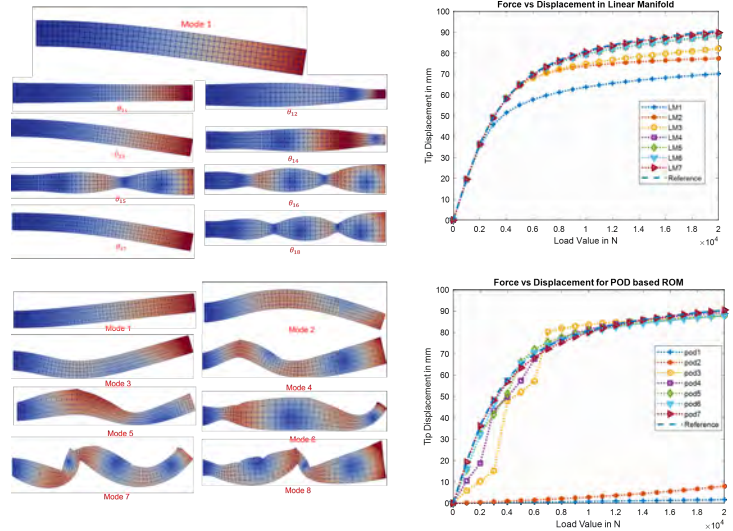 Mode 1
θ₁₁
θ₁₂
θ₁₃
θ₁₄
θ₁₅
θ₁₆
θ₁₇
θ₁₈
Force vs Displacement in Linear Manifold
Tip Displacement in mm
100
90
80
70
60
50
40
30
20
10
0
LM1
LM2
LM3
LM4
LM5
LM6
LM7
Reference
0 0.2 0.4 0.6 0.8 1 1.2 1.4 1.6 1.8 2
Load Value in N
×10⁴
Mode 1
Mode 2
Mode 3
Mode 4
Mode 5
Mode 6
Mode 7
Mode 8
Force vs Displacement for POD based ROM
Tip Displacement in mm
100
90
80
70
60
50
40
30
20
10
0
pod1
pod2
pod3
pod4
pod5
pod6
pod7
Reference
0 0.2 0.4 0.6 0.8 1 1.2 1.4 1.6 1.8 2
Load Value in N
×10⁴